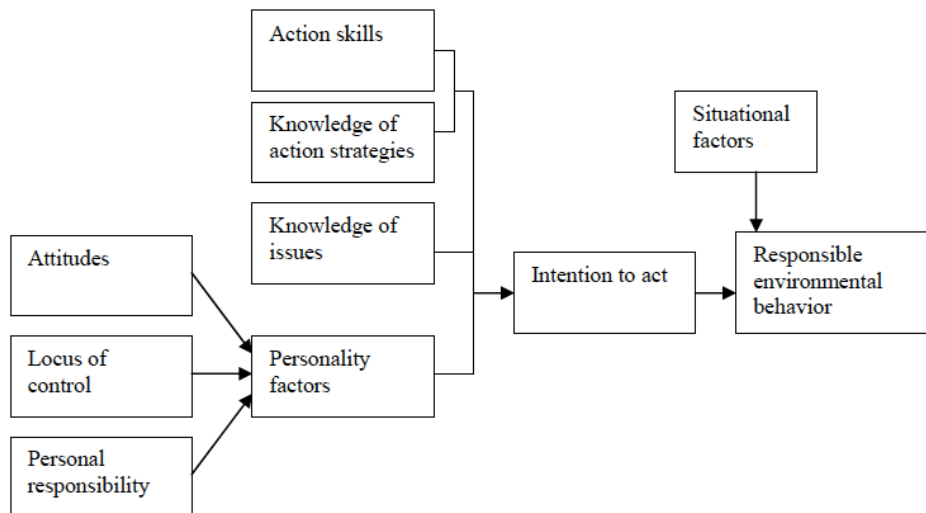 Action skills
Knowledge of
action strategies
Situational
factors
Knowledge of
issues
Attitudes
Intention to act
Responsible
environmental
behavior
Locus of
control
Personality
factors
Personal
responsibility